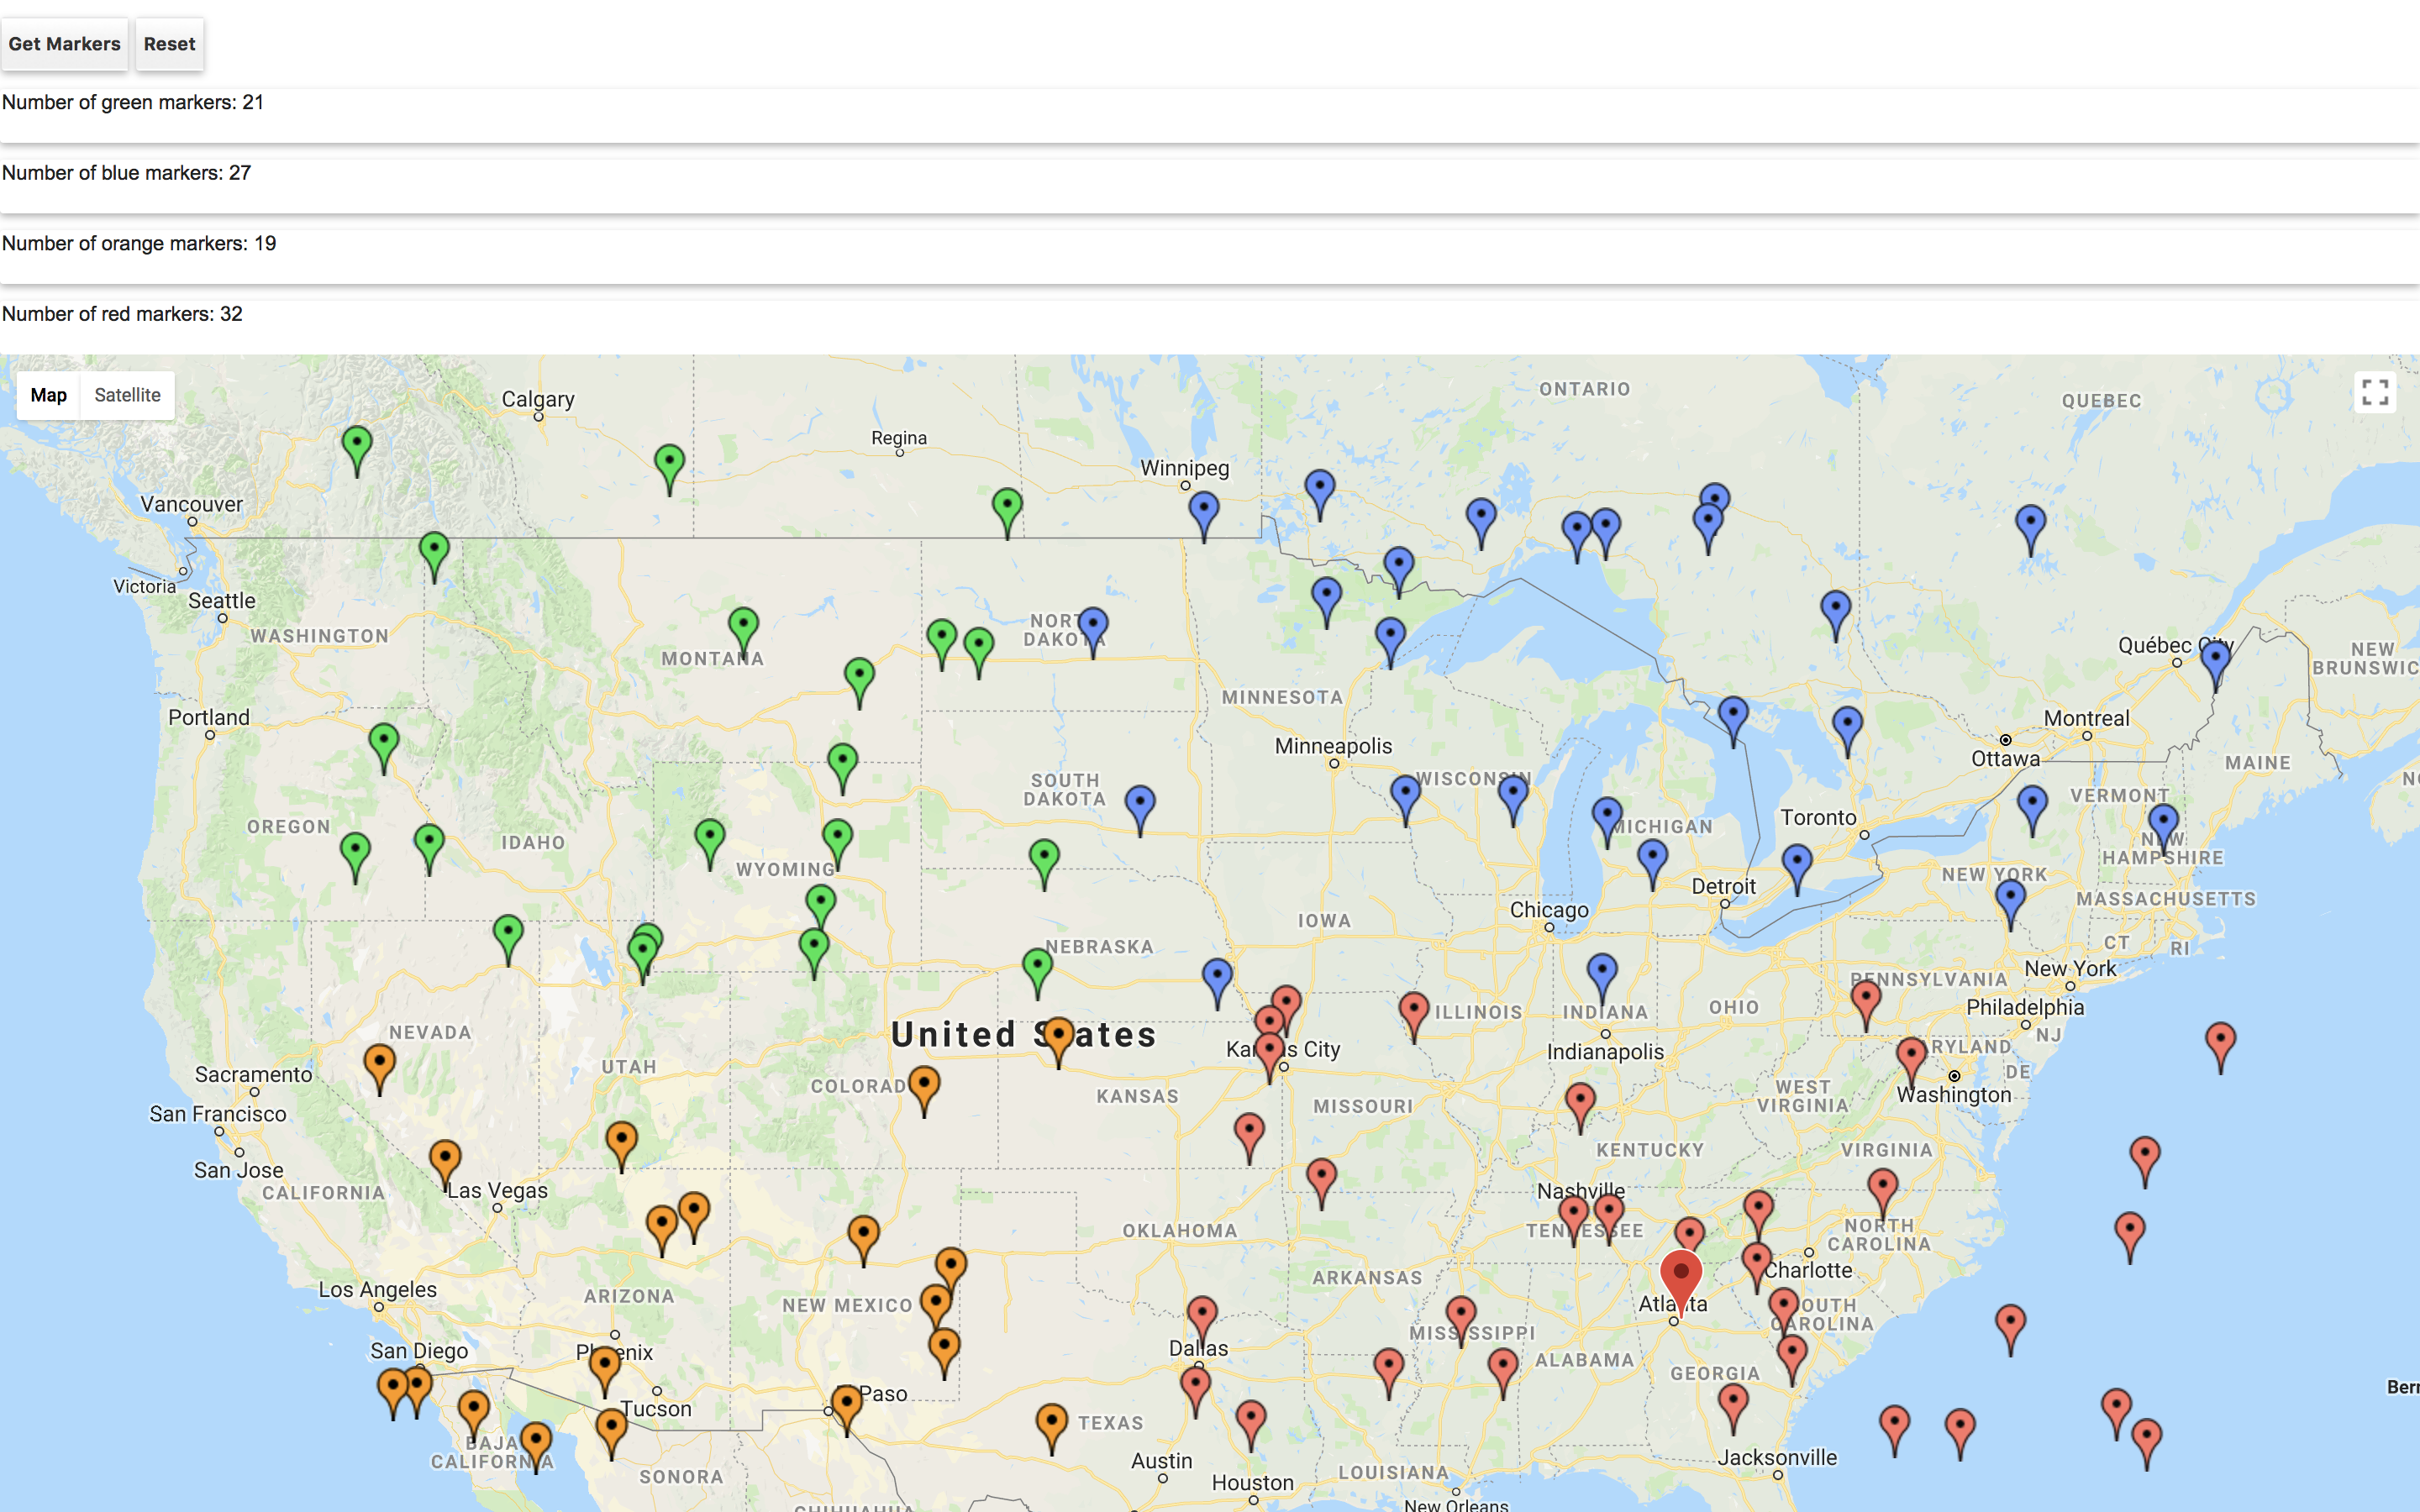 Get Markers Reset
Number of green markers: 21
Number of blue markers: 27
Number of orange markers: 19
Number of red markers: 32
Map Satellite
Calgary
ONTARIO
QUEBEC
Regina
Winnipeg
Vancouver
Victoria
Seattle
WASHINGTON
MONTANA
NORTH
DAKOTA
Québec City
NEW
BRUNSWIC
MINNESOTA
Portland
Montreal
Minneapolis
Ottawa
MAINE
WISCONSIN
SOUTH
DAKOTA
VERMONT
OREGON
IDAHO
MICHIGAN
Toronto
NEW
HAMPSHIRE
WYOMING
NEW YORK
Detroit
MASSACHUSETTS
Chicago
IOWA
CT
RI
NEBRASKA
PENNSYLVANIA
New York
Philadelphia
NEVADA
United States
ILLINOIS
INDIANA
OHIO
NJ
Kansas City
Indianapolis
MARYLAND
UTAH
Sacramento
COLORAD
KANSAS
MISSOURI
WEST
VIRGINIA
DE
Washington
San Francisco
KENTUCKY
VIRGINIA
San Jose
CALIFORNIA
Las Vegas
Nashville
OKLAHOMA
TENNESSEE
NORTH
CAROLINA
ARKANSAS
Charlotte
Los Angeles
ARIZONA
NEW MEXICO
Atlanta
SOUTH
CAROLINA
MISSISSIPPI
San Diego
Phoenix
Dallas
ALABAMA
GEORGIA
El Paso
Tucson
TEXAS
Berr
BAJA
CALIFORNIA
SONORA
Austin
Houston
LOUISIANA
Jacksonville
CHIHUAHUA
New Orleans